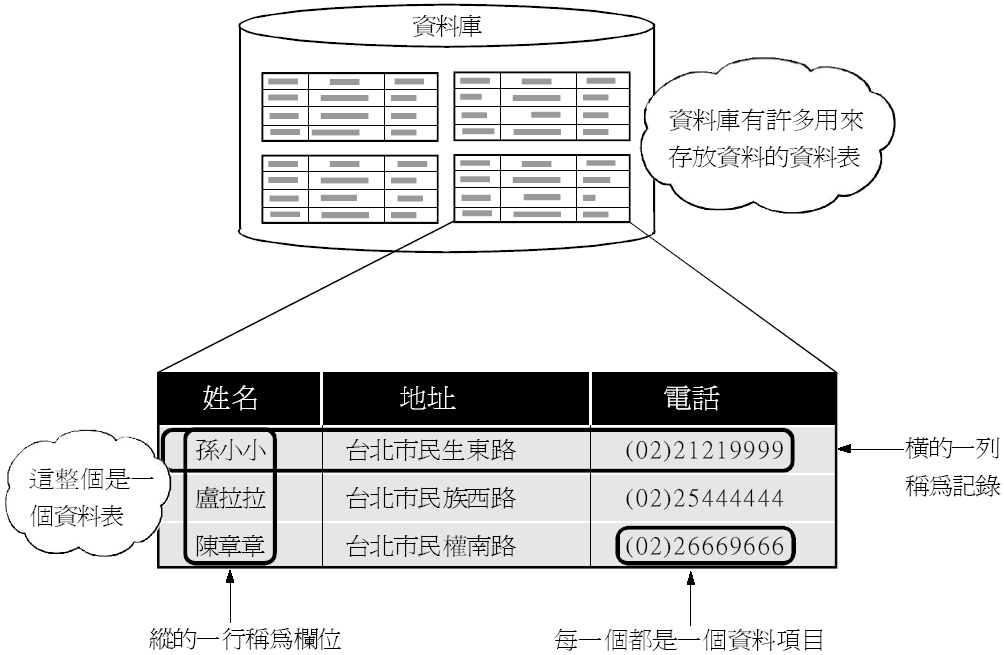 資料庫
資料庫有許多用來
存放資料的資料表
姓名 地址 電話
孫小小 台北市民生東路 (02)21219999
盧拉拉 台北市民族西路 (02)25444444
陳章章 台北市民權南路 (02)26669666
這整個是一
個資料表
橫的一列
稱為記錄
縱的一行稱為欄位
每一個都是一個資料項目